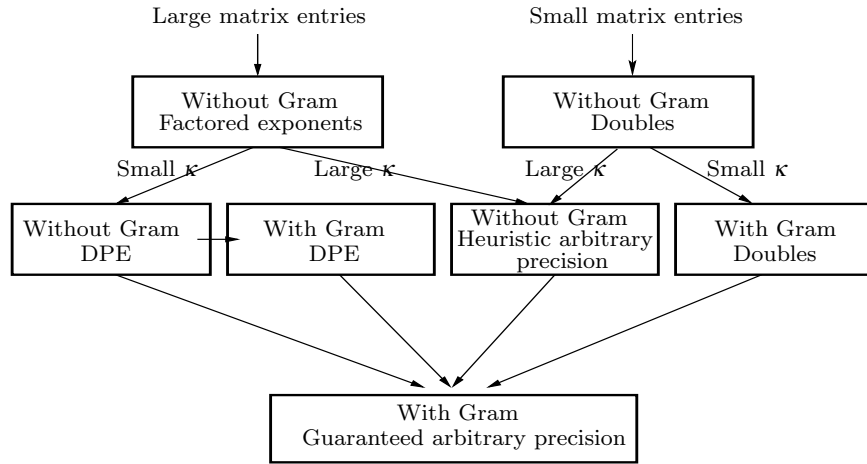 Large matrix entries
Small matrix entries
Without Gram
Factored exponents
Without Gram
Doubles
Small κ
Large κ
Large κ
Small κ
Without Gram
DPE
With Gram
DPE
Without Gram
Heuristic arbitrary
precision
With Gram
Doubles
With Gram
Guaranteed arbitrary precision